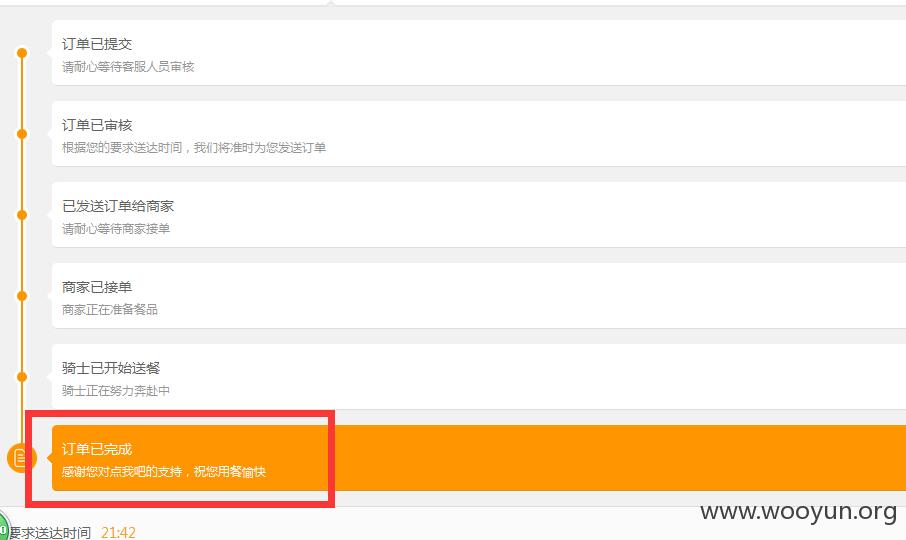 订单已提交
请耐心等待客服人员审核
订单已审核
根据您的要求送达时间，我们将准时为您发送订单
已发送订单给商家
请耐心等待商家接单
商家已接单
商家正在准备餐品
骑士已开始送餐
骑士正在努力奔赴中
订单已完成
感谢您对点我吧的支持，祝您用餐愉快
www.wooyun.org
要求送达时间 21:42